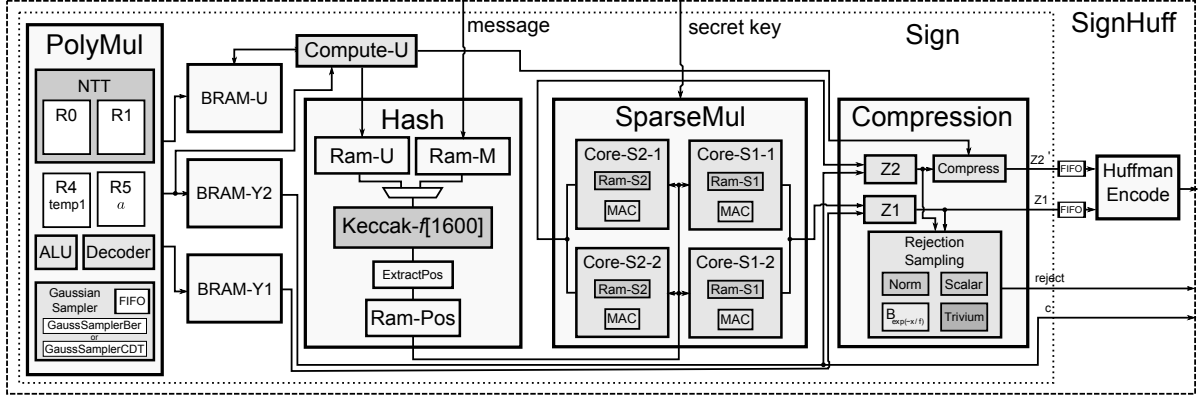 message
secret key
Sign
SignHuff
PolyMul
NTT
R0
R1
R4
temp1
R5
a
ALU
Decoder
Gaussian
Sampler
FIFO
GaussSamplerBer
or
GaussSamplerCDT
BRAM-U
BRAM-Y2
BRAM-Y1
Compute-U
Hash
Ram-U
Ram-M
Keccak-f[1600]
ExtractPos
Ram-Pos
SparseMul
Core-S2-1
Ram-S2
MAC
Core-S1-1
Ram-S1
MAC
Core-S2-2
Ram-S2
MAC
Core-S1-2
Ram-S1
MAC
Compression
Z2
Compress
Z1
Rejection
Sampling
Norm
Scalar
B exp(−x/f)
Trivium
Z2'
FIFO
Z1
FIFO
Huffman
Encode
reject
c